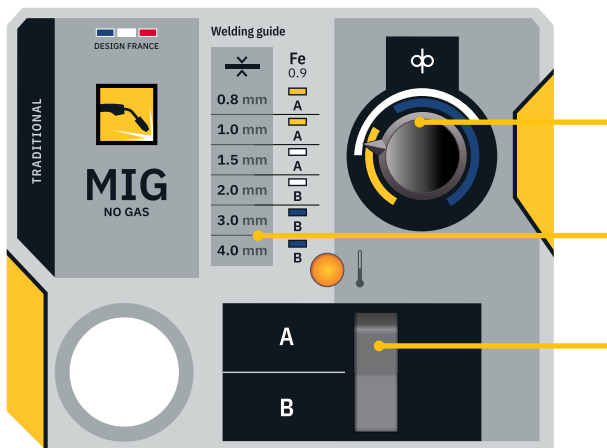 DESIGN FRANCE
TRADITIONAL
MIG
NO GAS
Welding guide
Fe
0.9
0.8 mm
A
1.0 mm
A
1.5 mm
A
2.0 mm
B
3.0 mm
B
4.0 mm
B
A
B